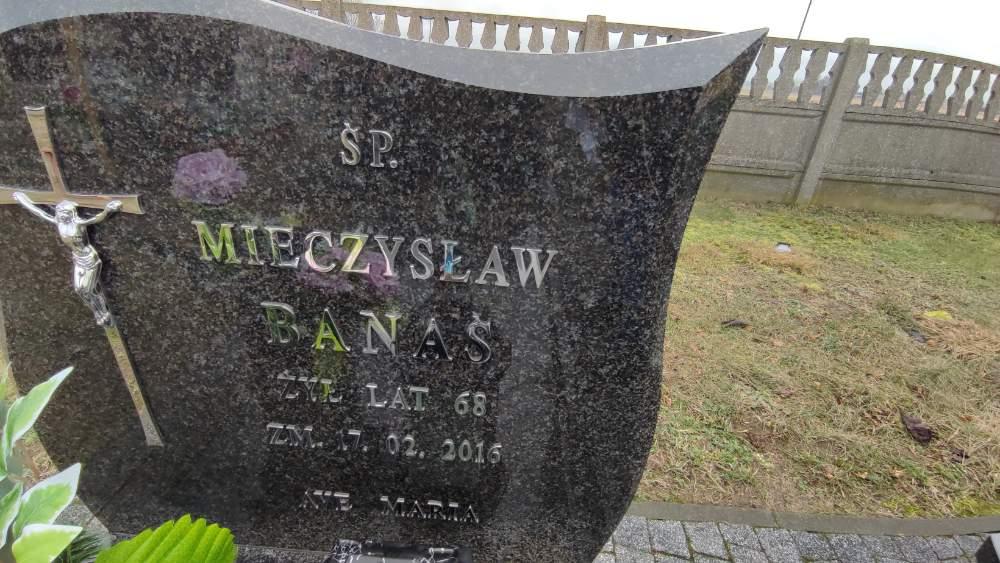 ŚP.
MIECZYSŁAW
BANAŚ
ŻYŁ LAT 68
ZM. 17. 02. 2016
AVE MARIA